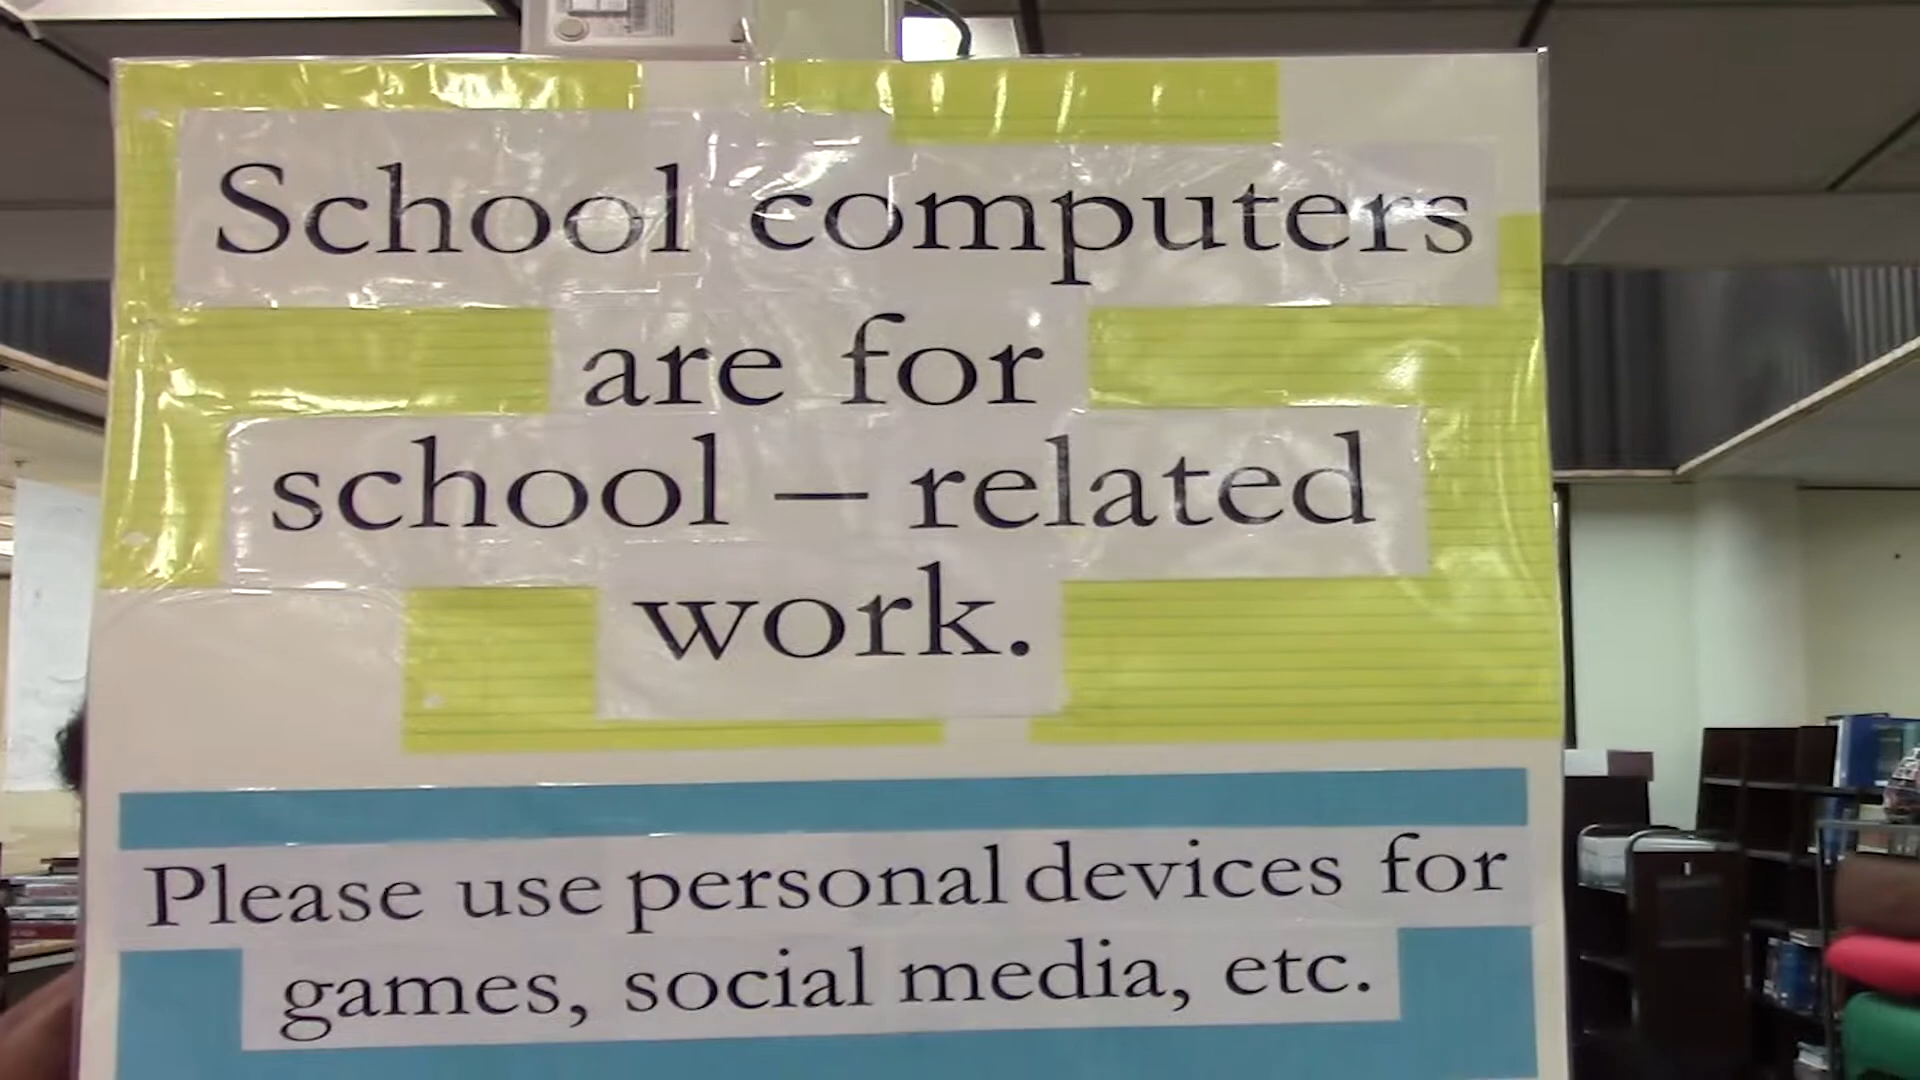 School computers
are for
school – related
work.
Please use personal devices for
games, social media, etc.